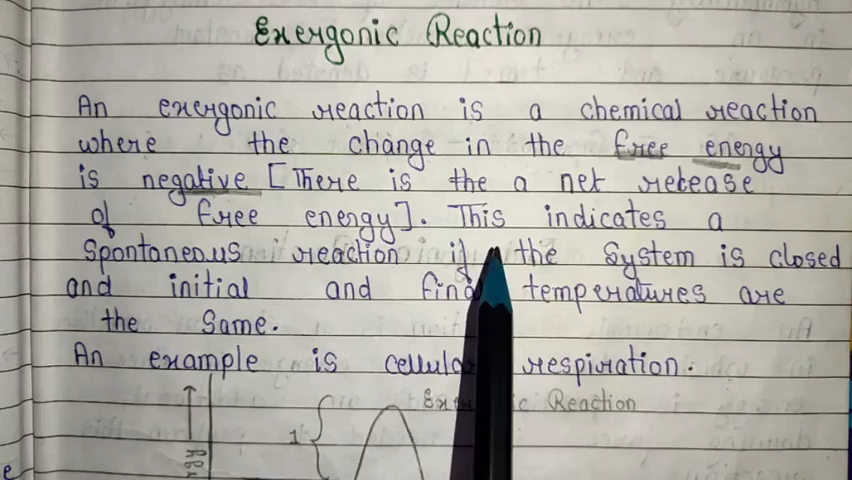 Exergonic Reaction
An exergonic reaction is a chemical reaction
where the change in the free energy
is negative [There is the a net release
of free energy]. This indicates a
spontaneous reaction if the system is closed
and initial and final temperatures are
the same.
An example is cellular respiration.
Reaction
1
e